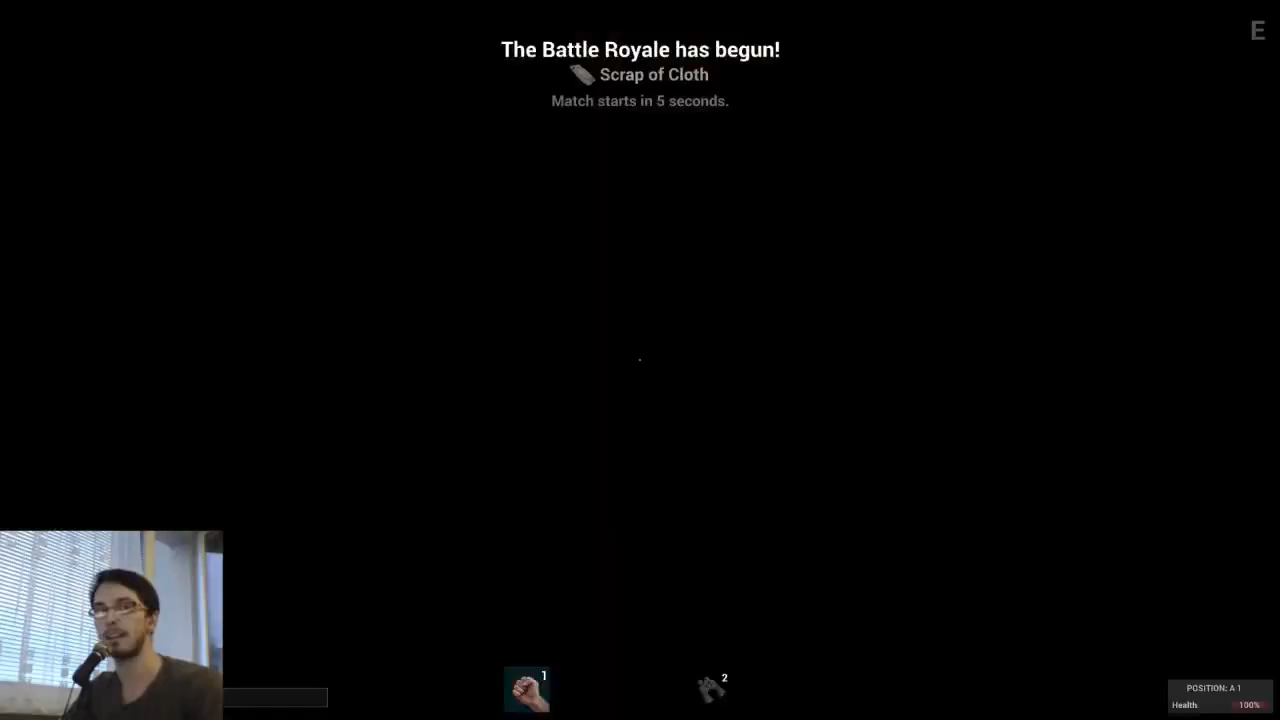 The Battle Royale has begun!
E
Scrap of Cloth
Match starts in 5 seconds.
1
2
POSITION: A 1
Health 100%